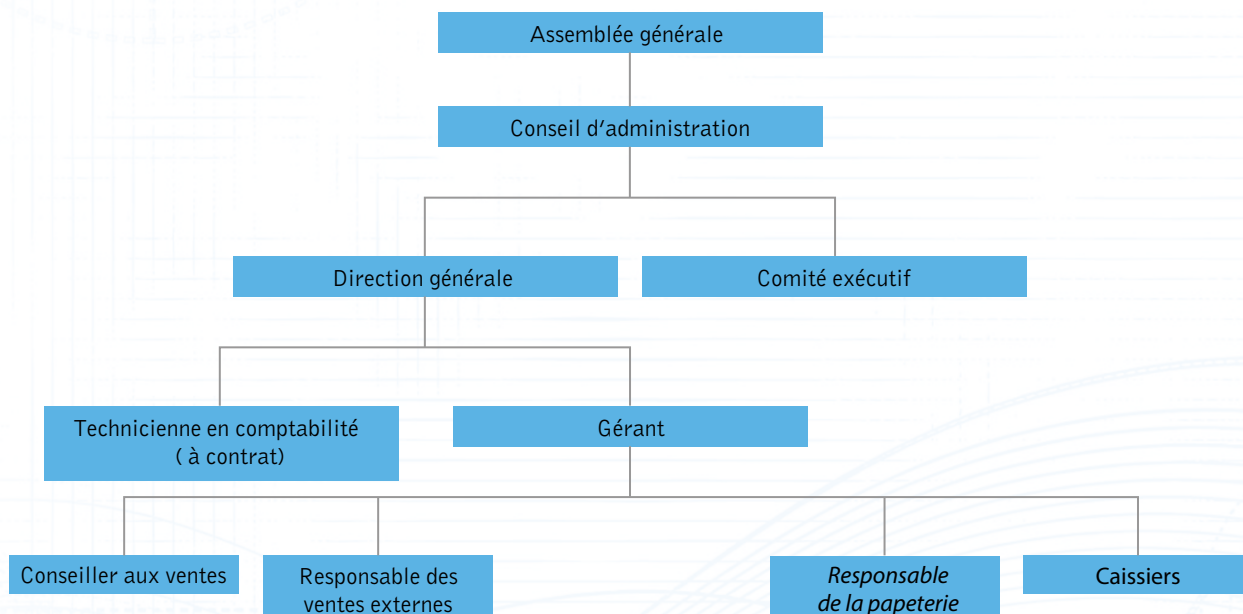 Assemblée générale
Conseil d'administration
Direction générale
Comité exécutif
Technicienne en comptabilité
( à contrat)
Gérant
Conseiller aux ventes
Responsable des
ventes externes
Responsable
de la papeterie
Caissiers